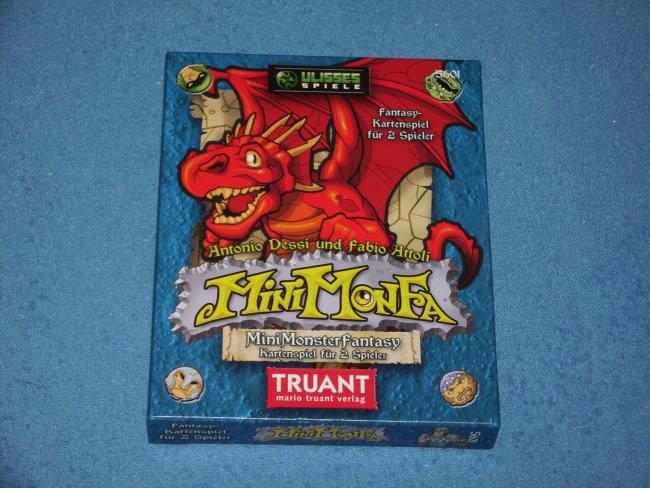 ULISSES
SPIELE
5601
Fantasy-
Kartenspiel
für 2 Spieler
Antonio Dessi und Fabio Attoli
MiniMonFa
MiniMonsterFantasy
Kartenspiel für 2 Spieler
TRUANT
mario truant verlag
Fantasy-
Kartenspiel
für 2 Spieler
MiniMonFa